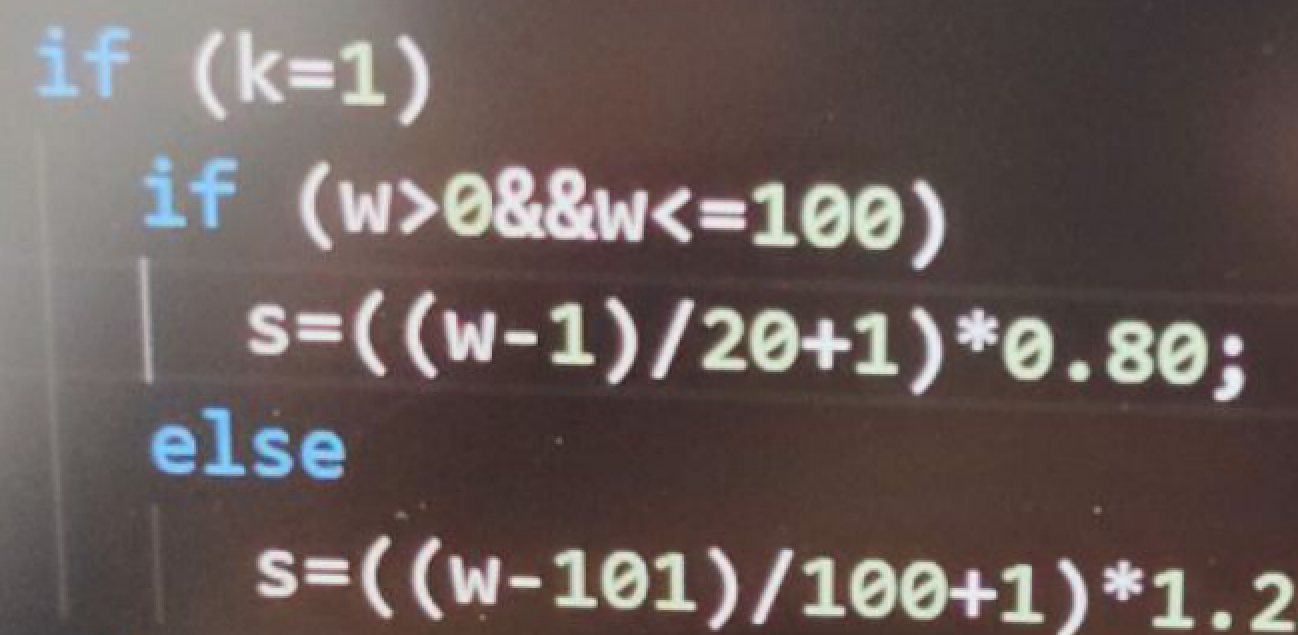 if (k=1)
if (w>0&&w<=100)
s=((w-1)/20+1)*0.80;
else
s=((w-101)/100+1)*1.2